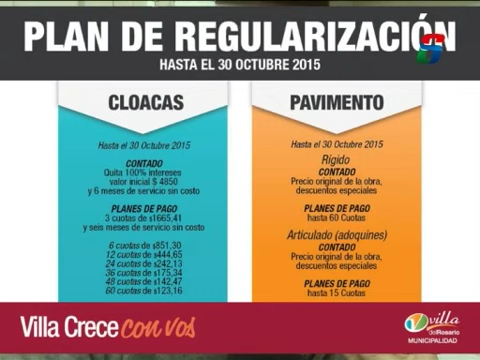 PLAN DE REGULARIZACIÓN
HASTA EL 30 OCTUBRE 2015
CLOACAS
Hasta el 30 Octubre 2015
CONTADO
Quita 100% intereses
valor inicial $ 4850
y 6 meses de servicio sin costo
PLANES DE PAGO
3 cuotas de $1665,41
y seis meses de servicio sin costo
6 cuotas de $851,30
12 cuotas de $444,65
24 cuotas de $242,13
36 cuotas de $175,34
48 cuotas de $142,47
60 cuotas de $123,16
PAVIMENTO
Hasta el 30 Octubre 2015
Rígido
CONTADO
Precio original de la obra,
descuentos especiales
PLANES DE PAGO
hasta 60 Cuotas
Articulado (adoquines)
CONTADO
Precio original de la obra,
descuentos especiales
PLANES DE PAGO
hasta 15 Cuotas
Villa Crece con vos
villa
del Rosario
MUNICIPALIDAD